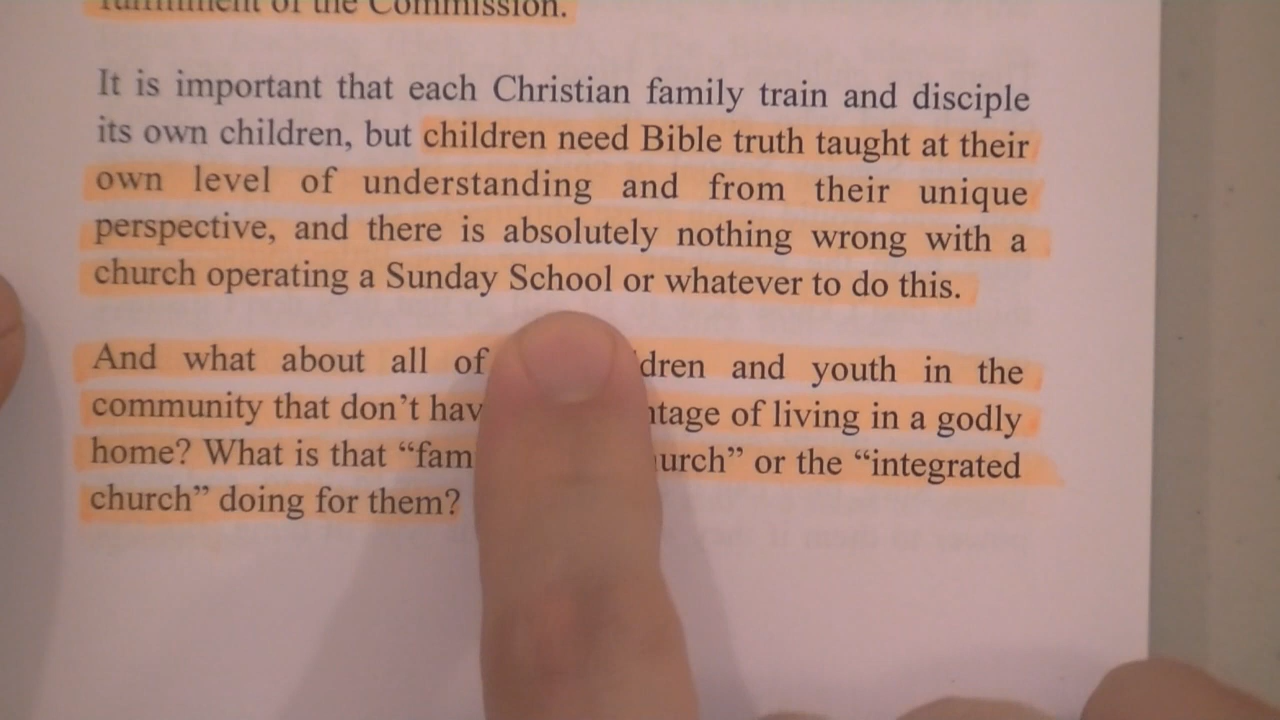 fulfillment of the Commission.
It is important that each Christian family train and disciple
its own children, but children need Bible truth taught at their
own level of understanding and from their unique
perspective, and there is absolutely nothing wrong with a
church operating a Sunday School or whatever to do this.
And what about all of dren and youth in the
community that don't hav ntage of living in a godly
home? What is that “fam urch” or the “integrated
church” doing for them?